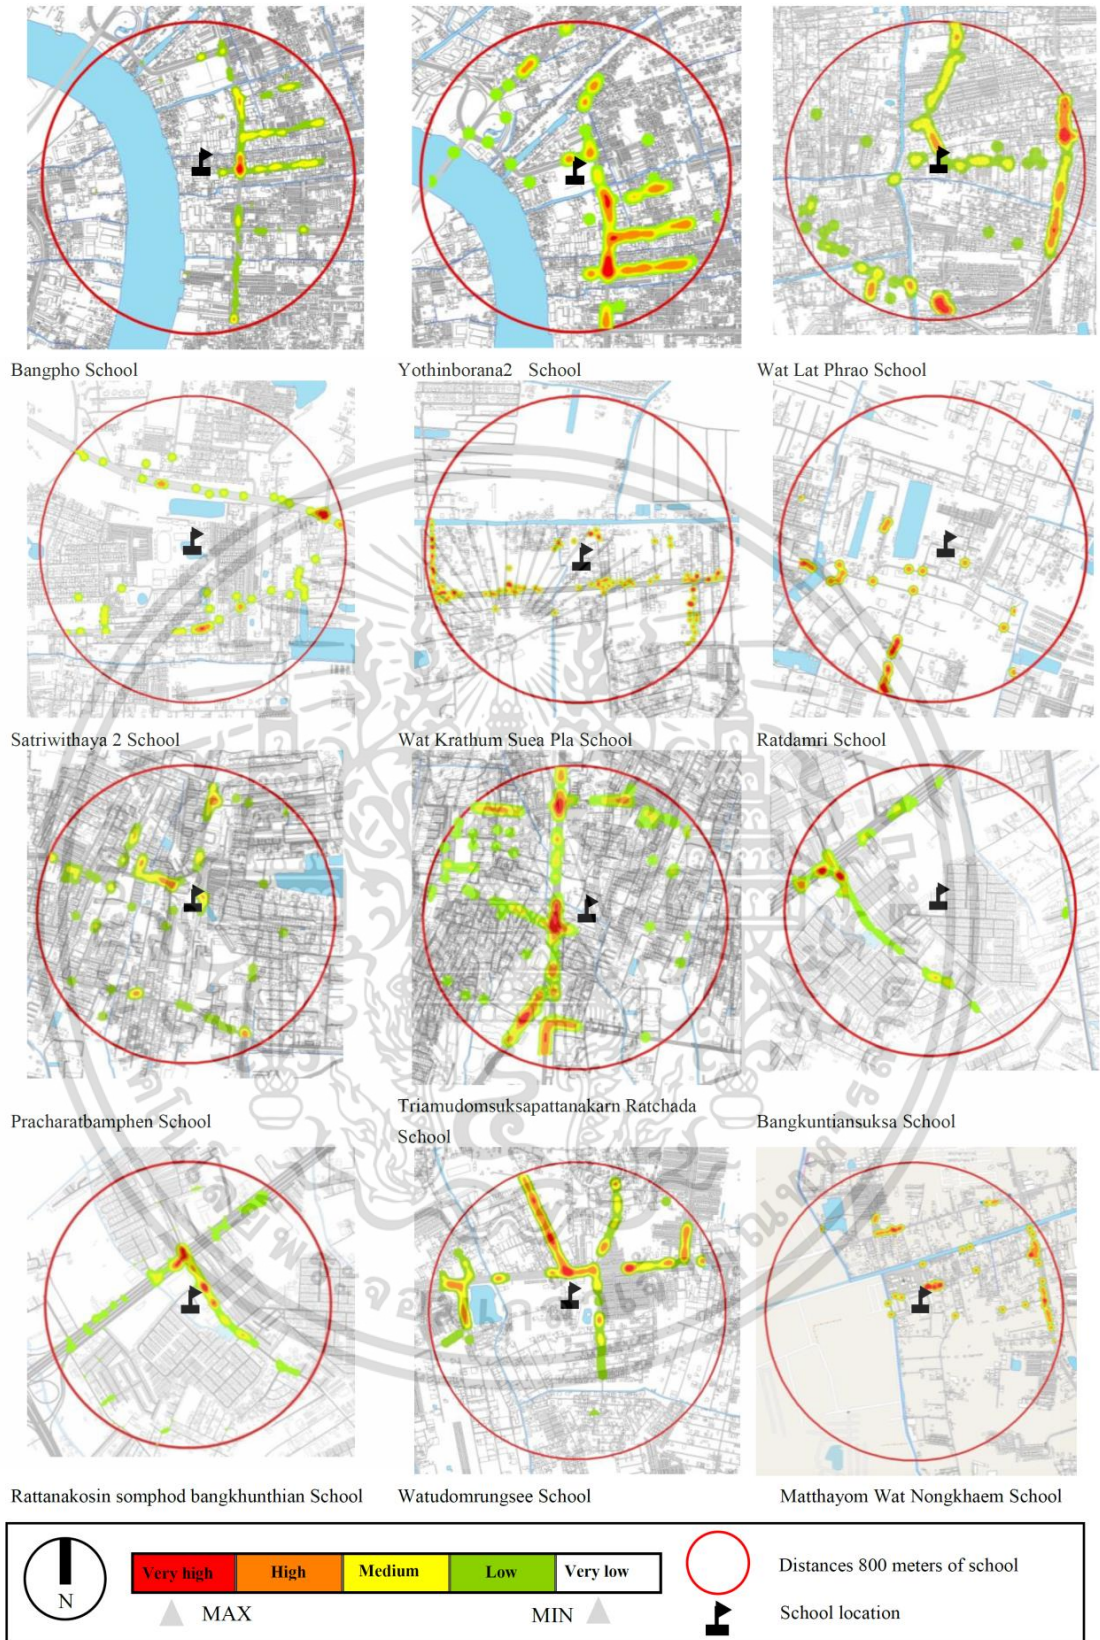 Bangpho School
Yothinborana2 School
Wat Lat Phrao School
Satriwithaya 2 School
Wat Krathum Suea Pla School
Ratdamri School
Pracharatbamphen School
Triamudomsuksapattanakarn Ratchada
School
Bangkuntiansuksa School
Rattanakosin somphod bangkhunthian School
Watudomrungsee School
Matthayom Wat Nongkhaem School
N
Very high High Medium Low Very low
MAX MIN
Distances 800 meters of school
School location